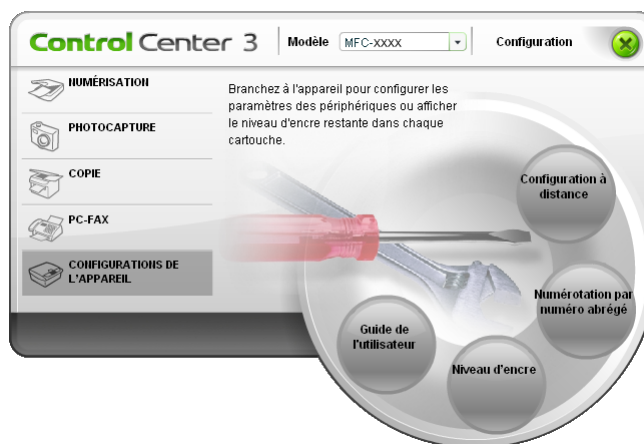 Control Center 3
Modèle
MFC-XXXX
Configuration
NUMÉRISATION
PHOTOCAPTURE
COPIE
PC-FAX
CONFIGURATIONS DE
L'APPAREIL
Branchez à l'appareil pour configurer les
paramètres des périphériques ou afficher
le niveau d'encre restante dans chaque
cartouche.
Configuration à
distance
Numérotation par
numéro abrégé
Niveau d'encre
Guide de
l'utilisateur